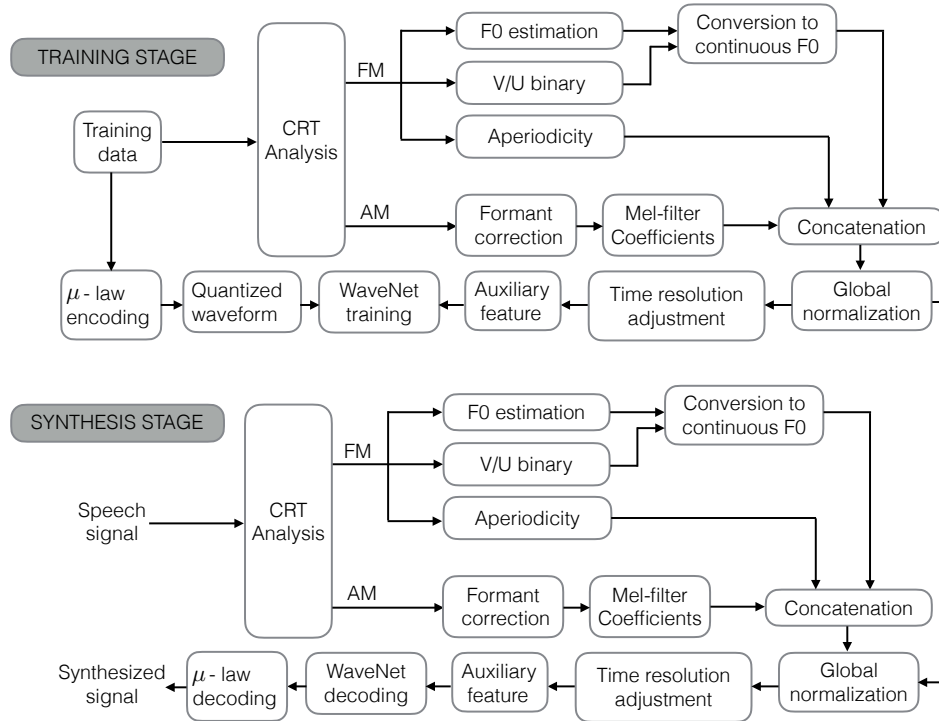 TRAINING STAGE
F0 estimation
Conversion to
continuous F0
FM
V/U binary
Training
data
CRT
Analysis
Aperiodicity
AM
Formant
correction
Mel-filter
Coefficients
Concatenation
μ - law
encoding
Quantized
waveform
WaveNet
training
Auxiliary
feature
Time resolution
adjustment
Global
normalization
SYNTHESIS STAGE
F0 estimation
Conversion to
continuous F0
FM
V/U binary
Speech
signal
CRT
Analysis
Aperiodicity
AM
Formant
correction
Mel-filter
Coefficients
Concatenation
Synthesized
signal
μ - law
decoding
WaveNet
decoding
Auxiliary
feature
Time resolution
adjustment
Global
normalization